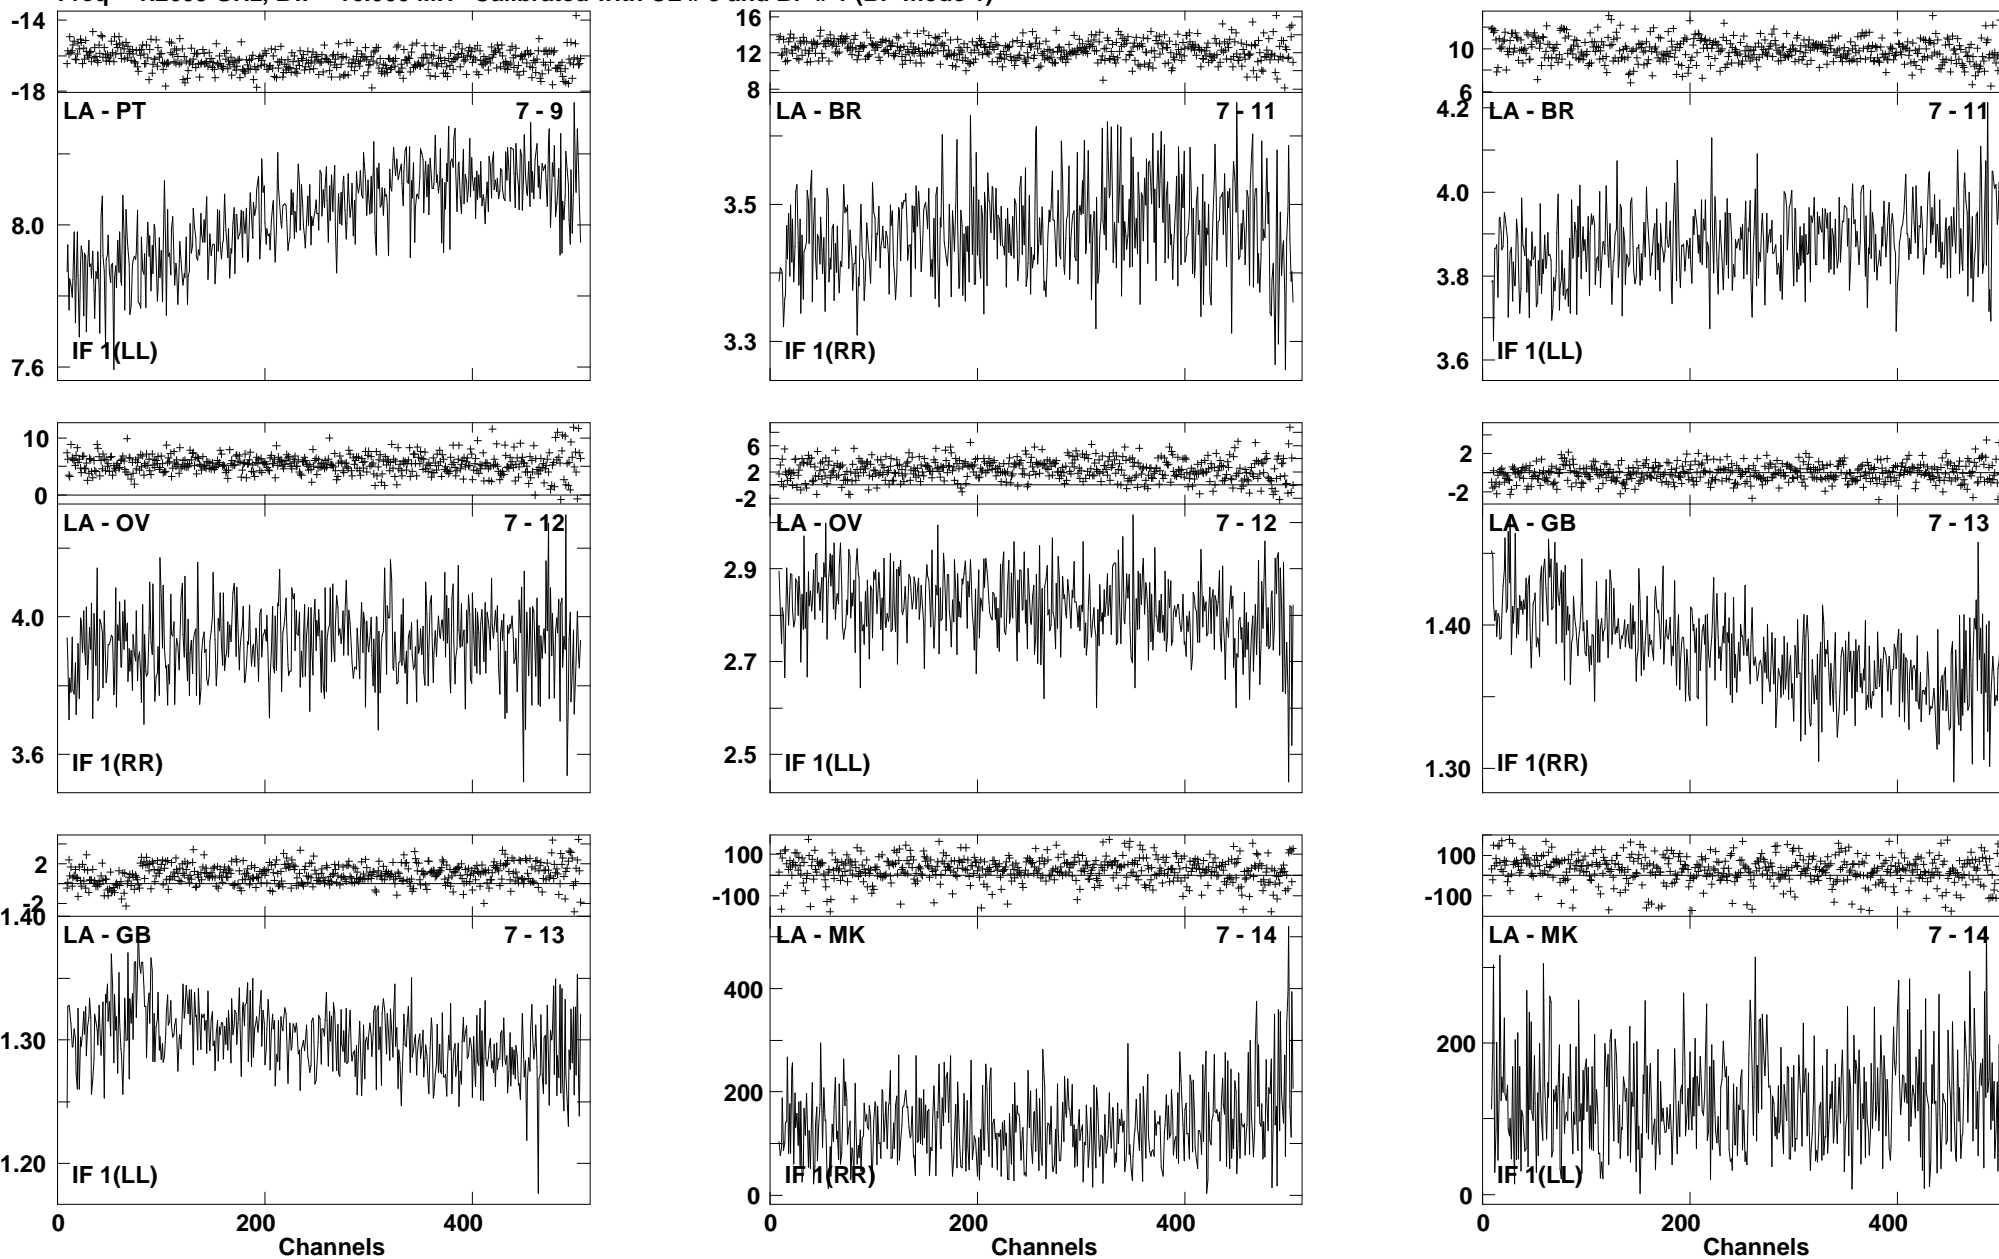 -14
-18
LA - PT 7 - 9
8.0
7.6
IF 1(LL)
16
12
8
LA - BR 7 - 11
3.5
3.3
IF 1(RR)
10
6
4.2
LA - BR 7 - 11
4.0
3.8
3.6
IF 1(LL)
10
0
LA - OV 7 - 12
4.0
3.6
IF 1(RR)
6
2
-2
LA - OV 7 - 12
2.9
2.7
2.5
IF 1(LL)
2
-2
LA - GB 7 - 13
1.40
1.30
IF 1(RR)
2
-2
1.40
LA - GB 7 - 13
1.30
1.20
IF 1(LL)
0 200 400
Channels
100
-100
LA - MK 7 - 14
400
200
0
IF 1(RR)
0 200 400
Channels
100
-100
LA - MK 7 - 14
200
0
IF 1(LL)
0 200 400
Channels